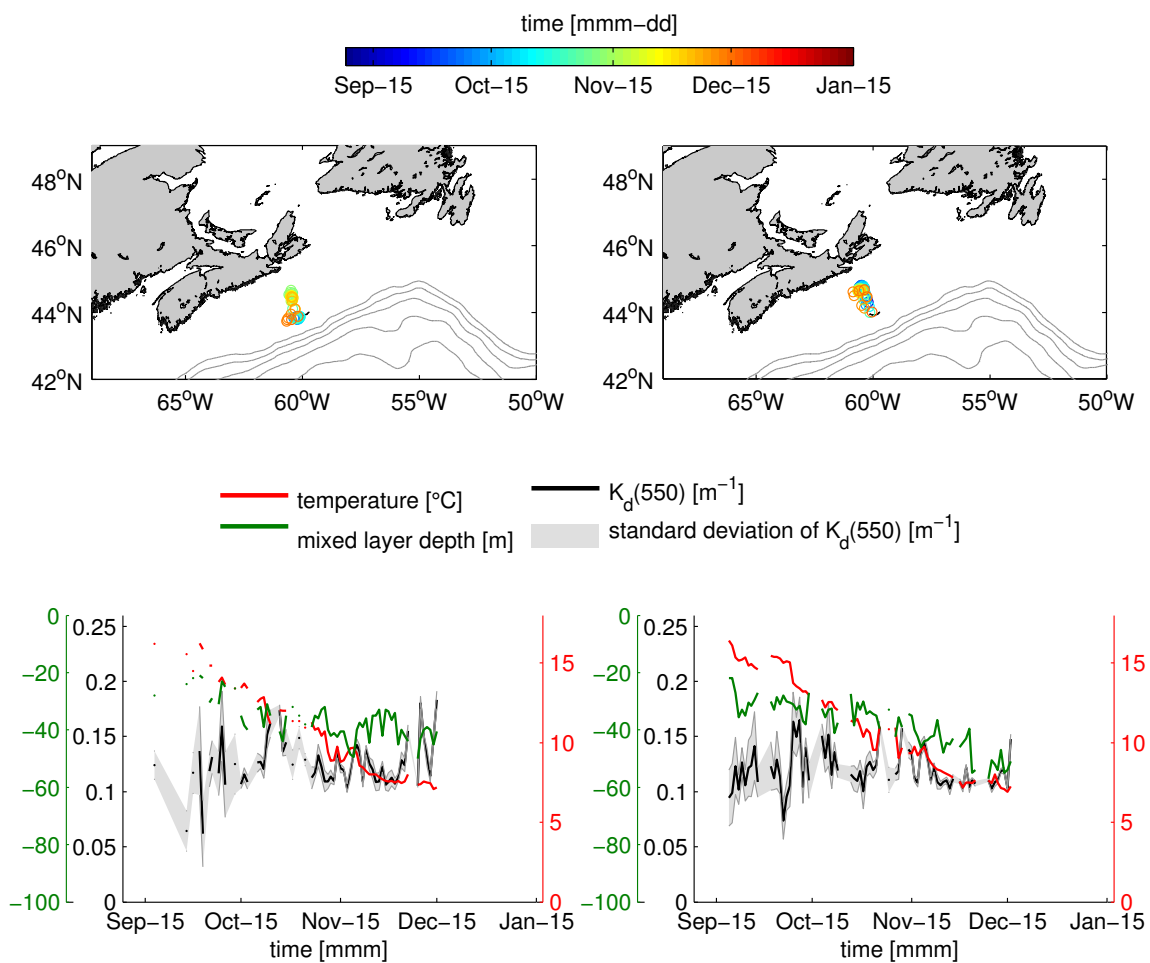 time [mmm−dd]
Sep−15 Oct−15 Nov−15 Dec−15 Jan−15
48°N
46°N
44°N
42°N
65°W 60°W 55°W 50°W
48°N
46°N
44°N
42°N
65°W 60°W 55°W 50°W
temperature [°C]
mixed layer depth [m]
K_d(550) [m⁻¹]
standard deviation of K_d(550) [m⁻¹]
0
−20
−40
−60
−80
−100
0.25
0.2
0.15
0.1
0.05
0
15
10
5
0
Sep−15 Oct−15 Nov−15 Dec−15 Jan−15
time [mmm]
0
−20
−40
−60
−80
−100
0.25
0.2
0.15
0.1
0.05
0
15
10
5
0
Sep−15 Oct−15 Nov−15 Dec−15 Jan−15
time [mmm]